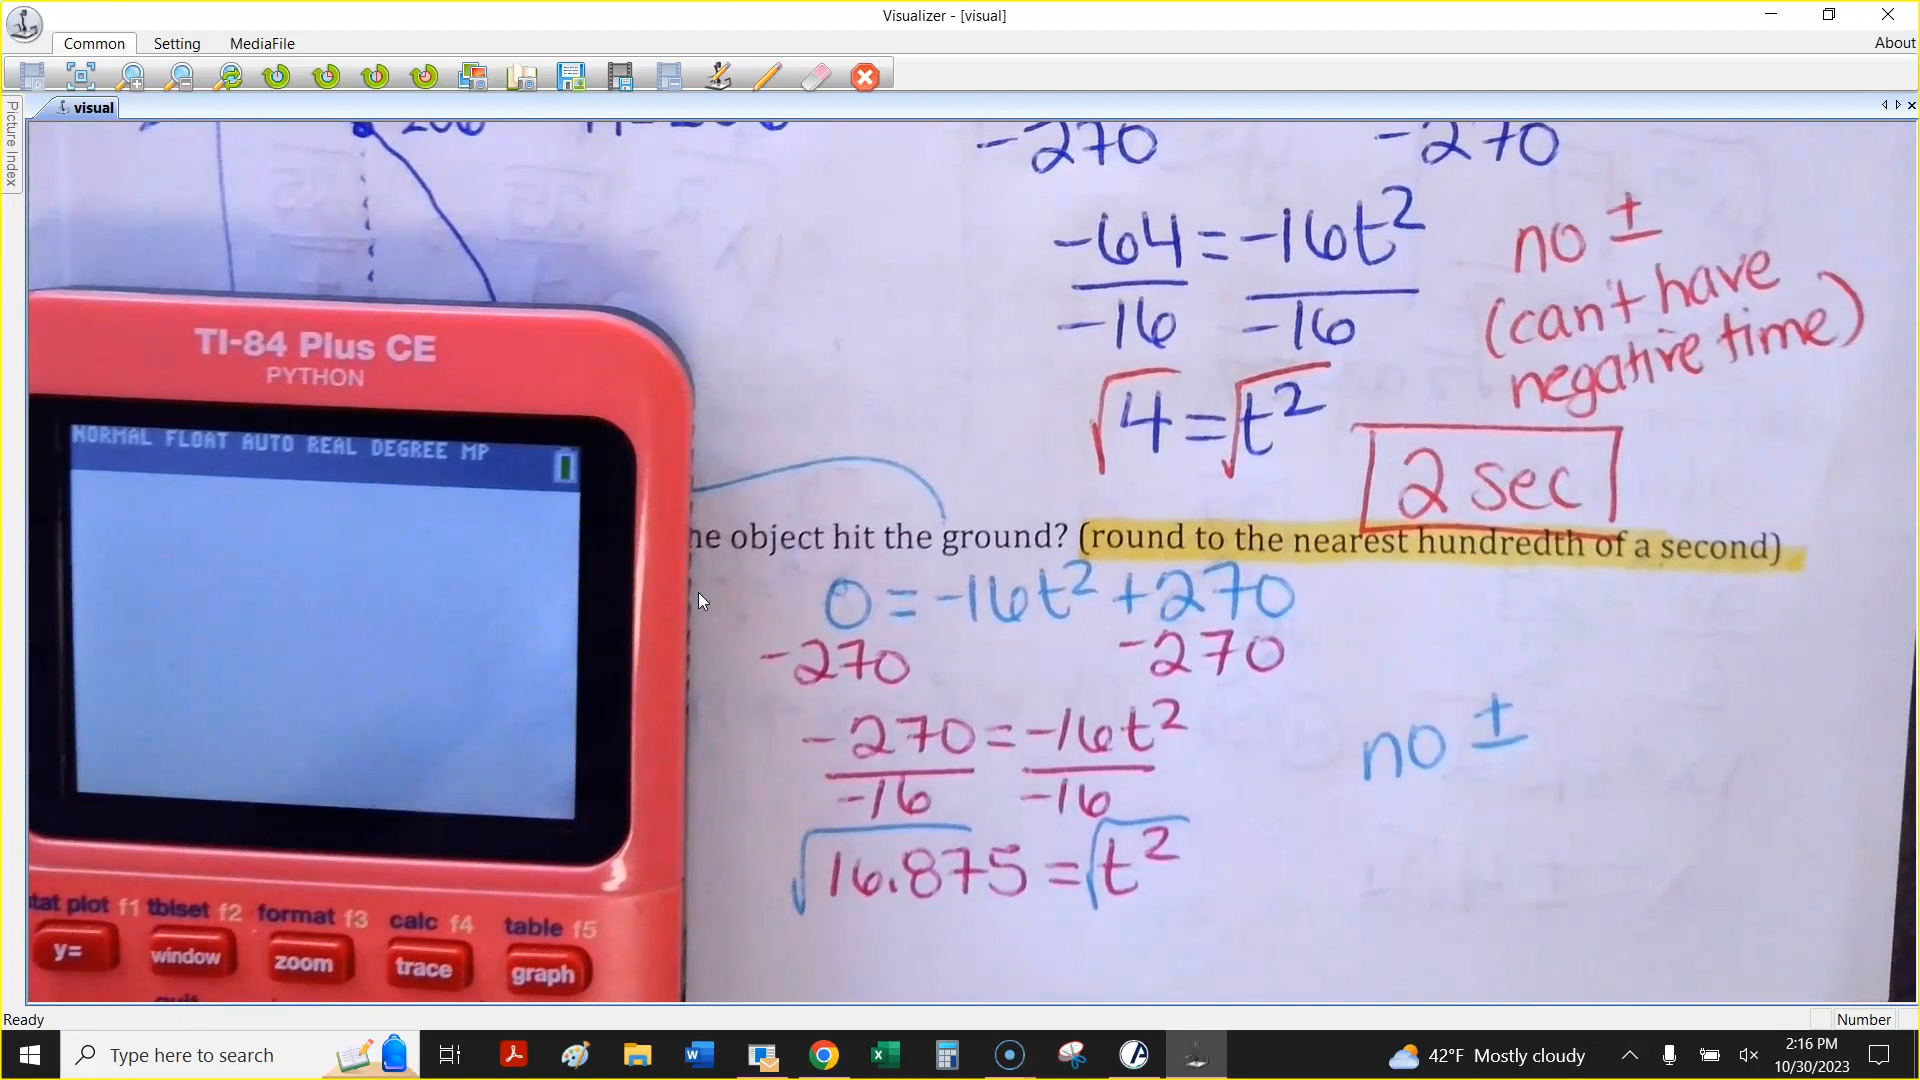 Visualizer - [visual]
Common Setting MediaFile
About
visual
Picture Index
-270 -270
-64 = -16t²
-16 -16
√4 = √t²
no ±
(can't have
negative time)
2 sec
TI-84 Plus CE
PYTHON
NORMAL FLOAT AUTO REAL DEGREE MP
object hit the ground? (round to the nearest hundredth of a second)
0 = -16t² + 270
-270 -270
-270 = -16t²
-16 -16
√16.875 = √t²
no ±
stat plot f1 tblset f2 format f3 calc f4 table f5
y= window zoom trace graph
Ready
Number
Type here to search
42°F Mostly cloudy
2:16 PM
10/30/2023